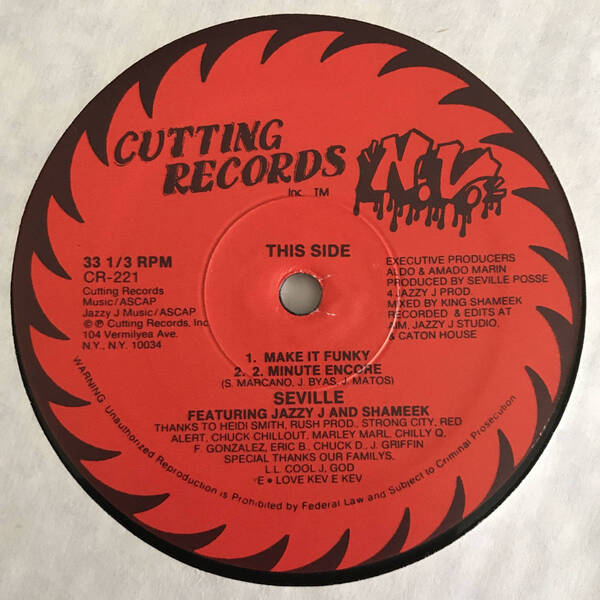 CUTTING
RECORDS
Inc. TM
N.V.
THIS SIDE
33 1/3 RPM
CR-221
Cutting Records
Music/ASCAP
Jazzy J Music/ASCAP
© ℗ Cutting Records, Inc
104 Vermilyea Ave.
N.Y., N.Y. 10034
EXECUTIVE PRODUCERS
ALDO & AMADO MARIN
PRODUCED BY SEVILLE POSSE
4 JAZZY J PROD.
MIXED BY KING SHAMEEK
RECORDED & EDITS AT
AIM, JAZZY J STUDIO,
& CATON HOUSE
1. MAKE IT FUNKY
2. 2. MINUTE ENCORE
(S. MARCANO, J. BYAS, J. MATOS)
SEVILLE
FEATURING JAZZY J AND SHAMEEK
THANKS TO HEIDI SMITH, RUSH PROD., STRONG CITY, RED
ALERT, CHUCK CHILLOUT, MARLEY MARL, CHILLY Q.
F. GONZALEZ, ERIC B., CHUCK D., J. GRIFFIN
SPECIAL THANKS OUR FAMILYS.
L.L. COOL J, GOD
E • LOVE KEV E KEV
WARNING: Unauthorized Reproduction is Prohibited by Federal Law and Subject to Criminal Prosecution